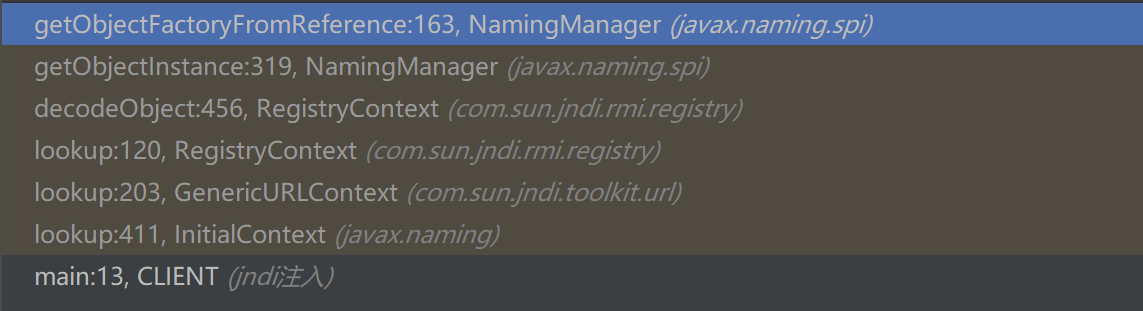 getObjectFactoryFromReference:163, NamingManager (javax.naming.spi)
getObjectInstance:319, NamingManager (javax.naming.spi)
decodeObject:456, RegistryContext (com.sun.jndi.rmi.registry)
lookup:120, RegistryContext (com.sun.jndi.rmi.registry)
lookup:203, GenericURLContext (com.sun.jndi.toolkit.url)
lookup:411, InitialContext (javax.naming)
main:13, CLIENT (jndi注入)